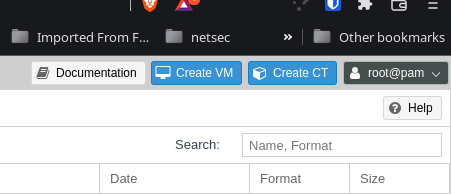 Imported From F...
netsec
»
Other bookmarks
Documentation
Create VM
Create CT
root@pam
Help
Search:
Name, Format
Date
Format
Size